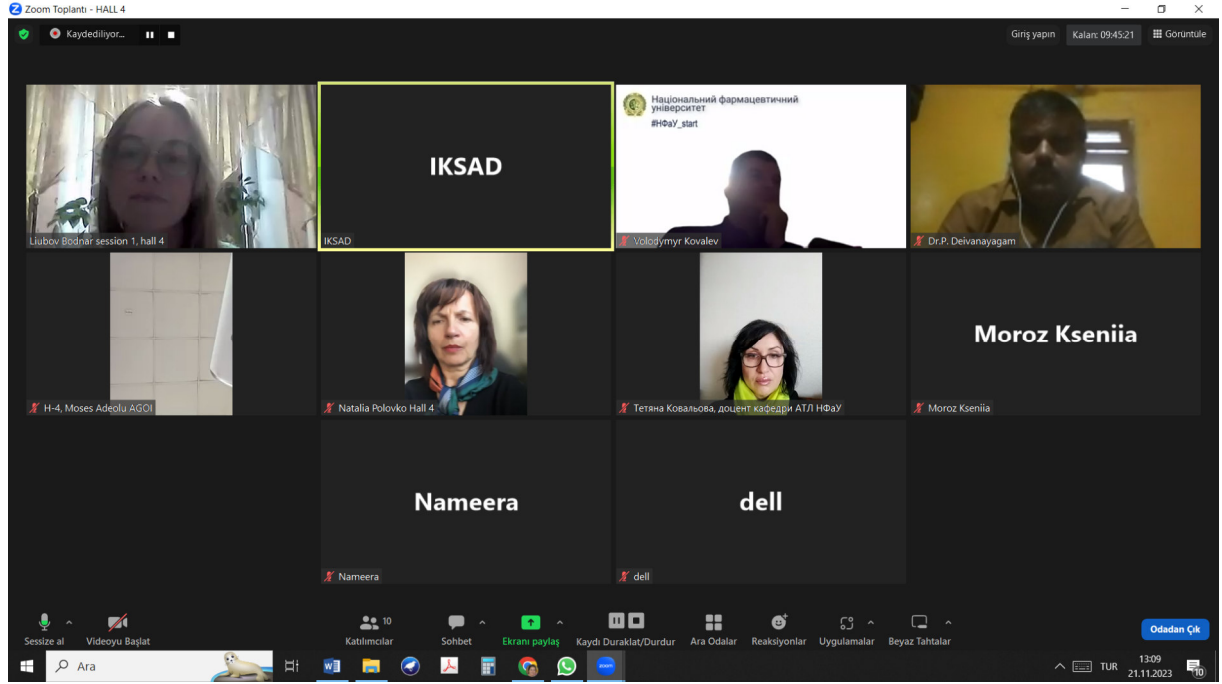 Zoom Toplantı - HALL 4
Kaydediliyor...
Giriş yapın
Kalan: 09:45:21
Görüntüle
Liubov Bodnar session 1, hall 4
IKSAD
IKSAD
Національний фармацевтичний
університет
#НФаУ_start
Volodymyr Kovalev
Dr.P. Deivanayagam
H-4, Moses Adeolu AGOI
Natalia Polovko Hall 4
Тетяна Ковальова, доцент кафедри АТЛ НФаУ
Moroz Kseniia
Moroz Kseniia
Nameera
Nameera
dell
dell
Sessize al
Videoyu Başlat
10
Katılımcılar
Sohbet
Ekranı paylaş
Kaydı Duraklat/Durdur
Ara Odalar
Reaksiyonlar
Uygulamalar
Beyaz Tahtalar
Odadan Çık
Ara
zoom
TUR
13:09
21.11.2023
10